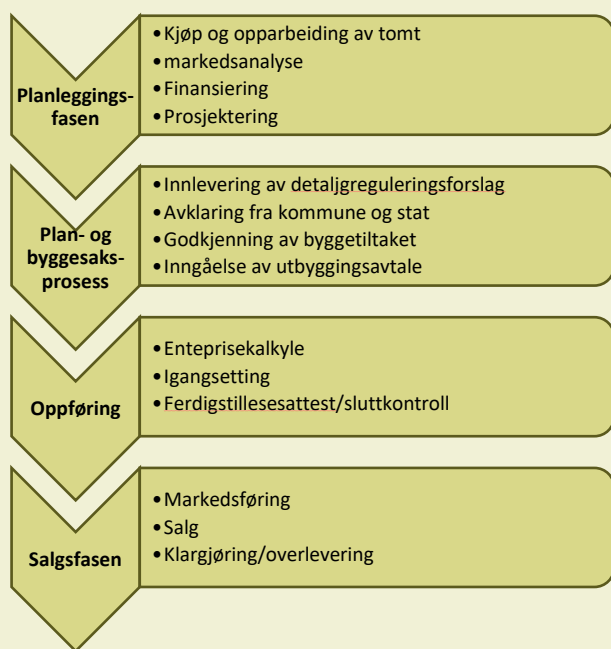 Planleggings-
fasen
•Kjøp og opparbeiding av tomt
•markedsanalyse
•Finansiering
•Prosjektering
Plan- og
byggesaks-
prosess
•Innlevering av detaljreguleringsforslag
•Avklaring fra kommune og stat
•Godkjenning av byggetiltaket
•Inngåelse av utbyggingsavtale
Oppføring
•Enteprisekalkyle
•Igangsetting
•Ferdigstillesesattest/sluttkontroll
Salgsfasen
•Markedsføring
•Salg
•Klargjøring/overlevering